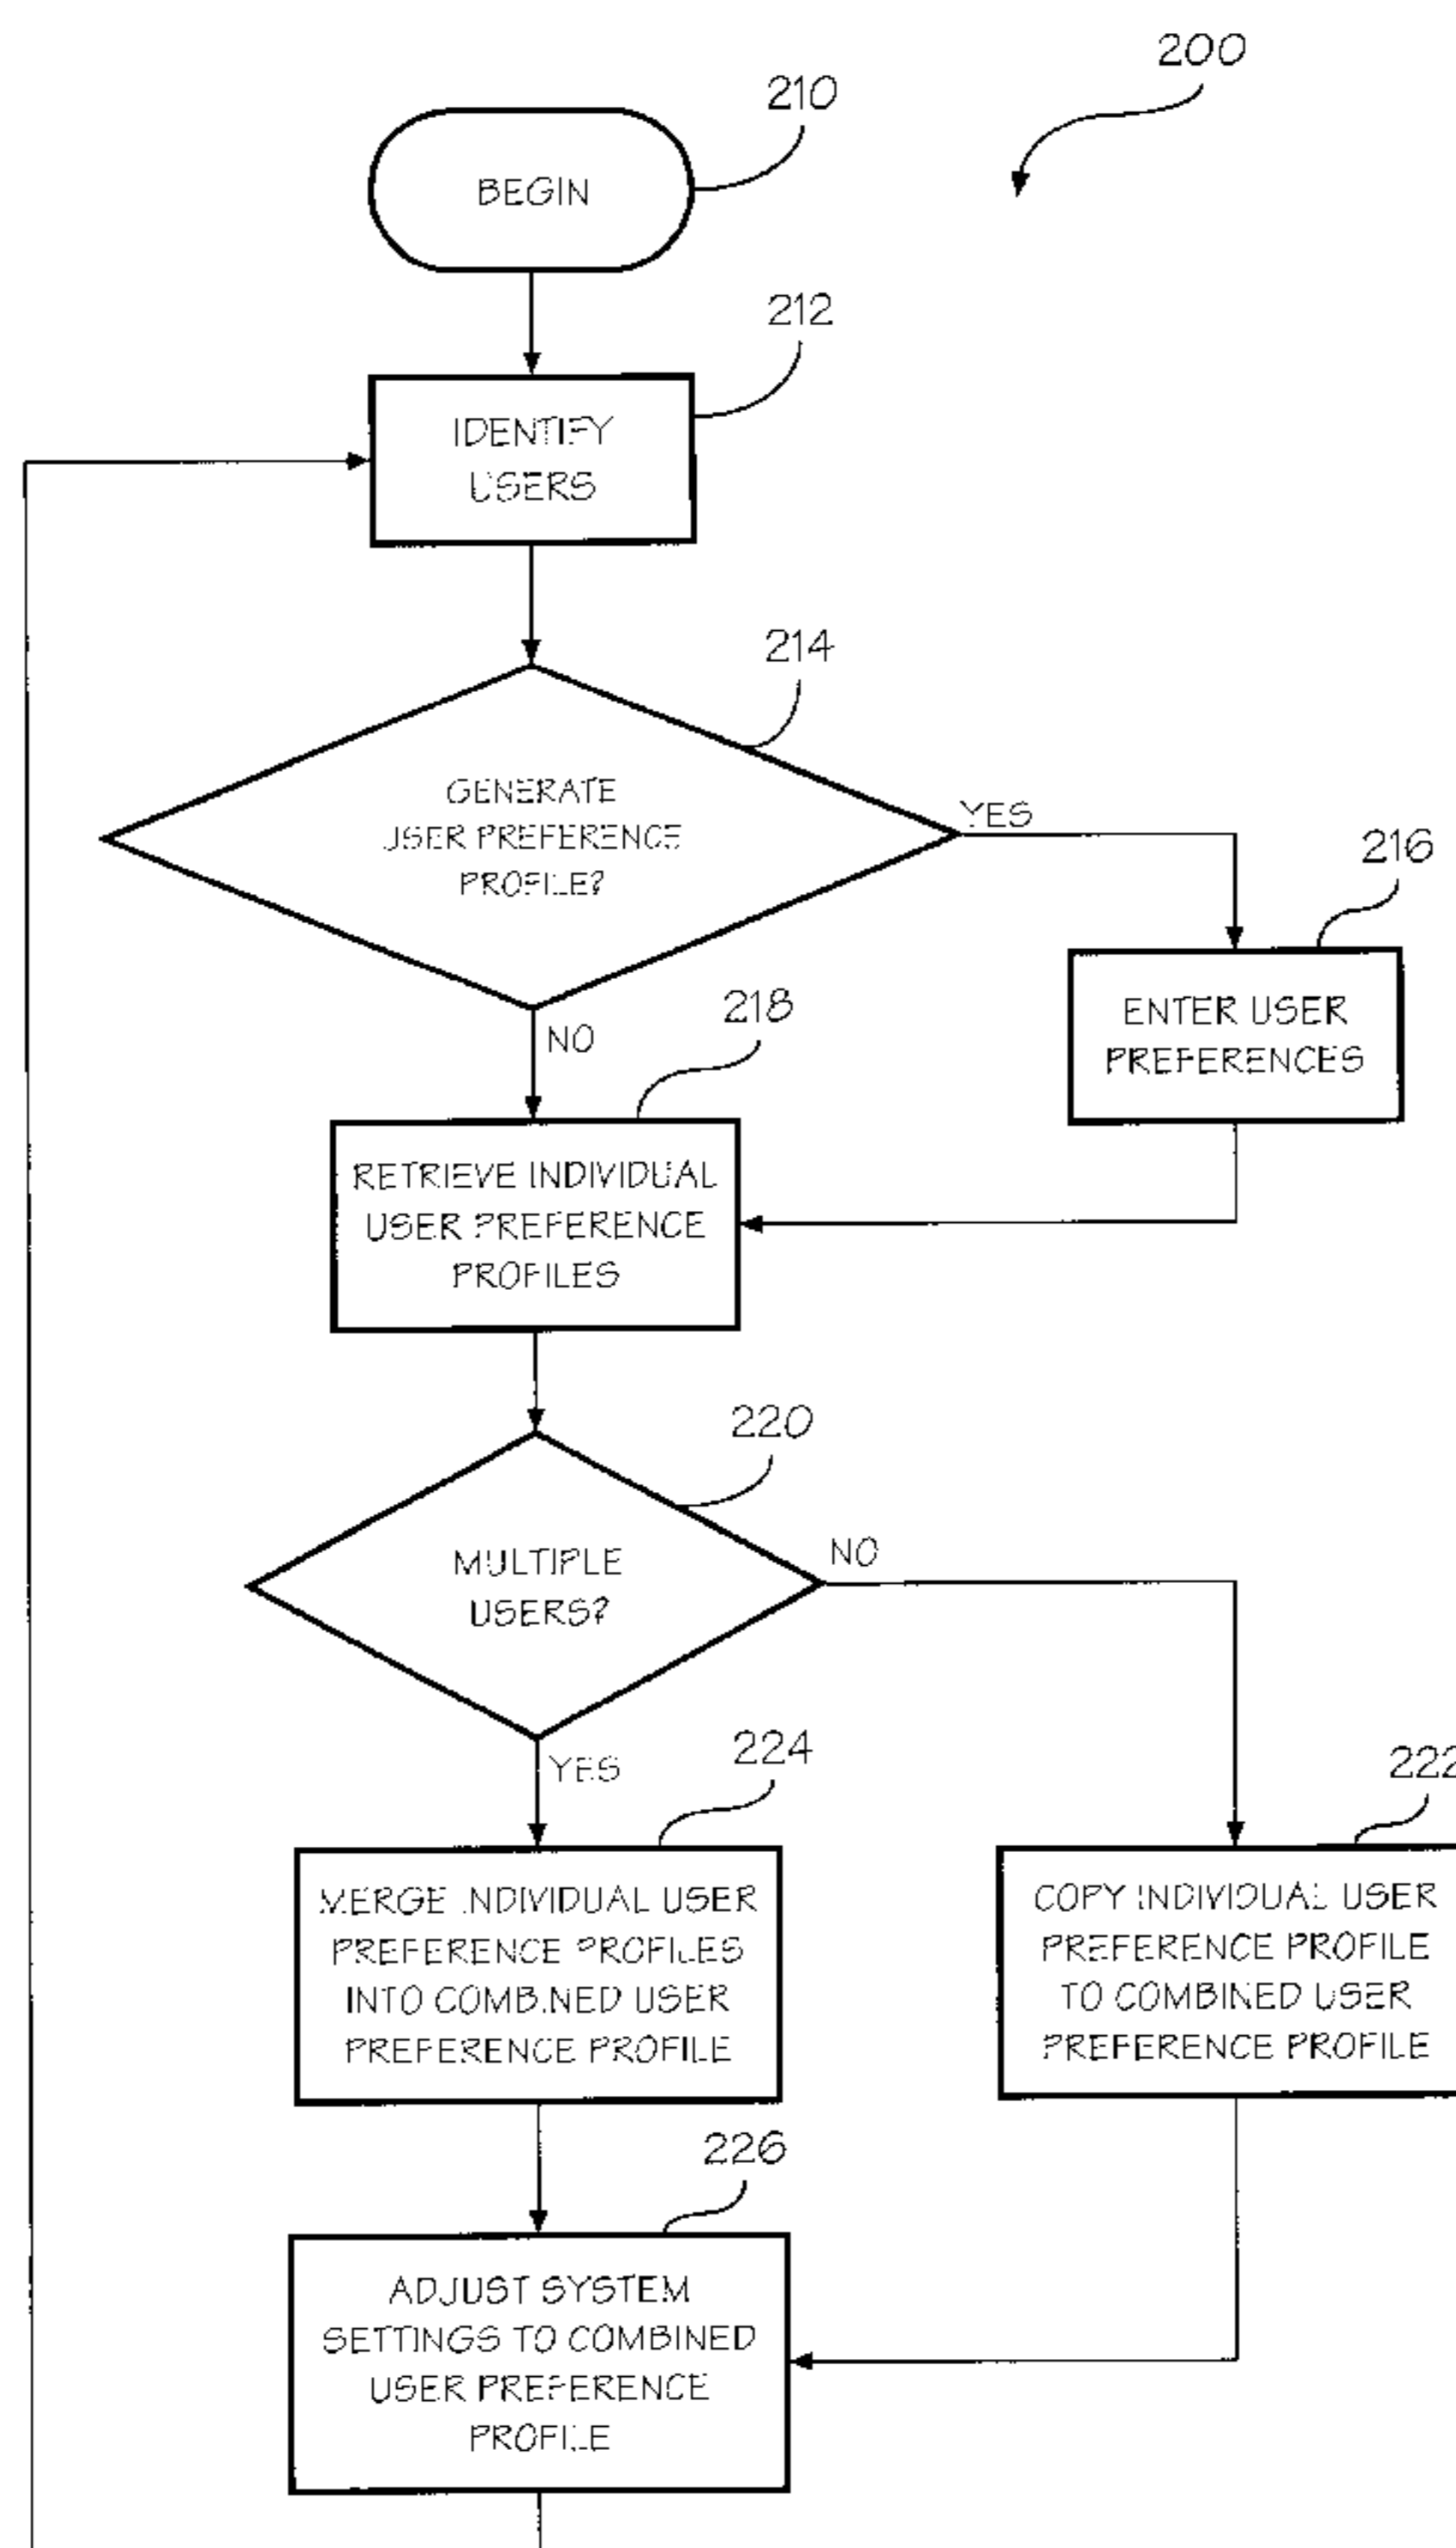 200
210
BEGIN
212
IDENTIFY
USERS
214
GENERATE
USER PREFERENCE
PROFILE?
YES
216
ENTER USER
PREFERENCES
NO
218
RETRIEVE INDIVIDUAL
USER PREFERENCE
PROFILES
220
MULTIPLE
USERS?
NO
YES
224
222
MERGE INDIVIDUAL USER
PREFERENCE PROFILES
INTO COMBINED USER
PREFERENCE PROFILE
COPY INDIVIDUAL USER
PREFERENCE PROFILE
TO COMBINED USER
PREFERENCE PROFILE
226
ADJUST SYSTEM
SETTINGS TO COMBINED
USER PREFERENCE
PROFILE